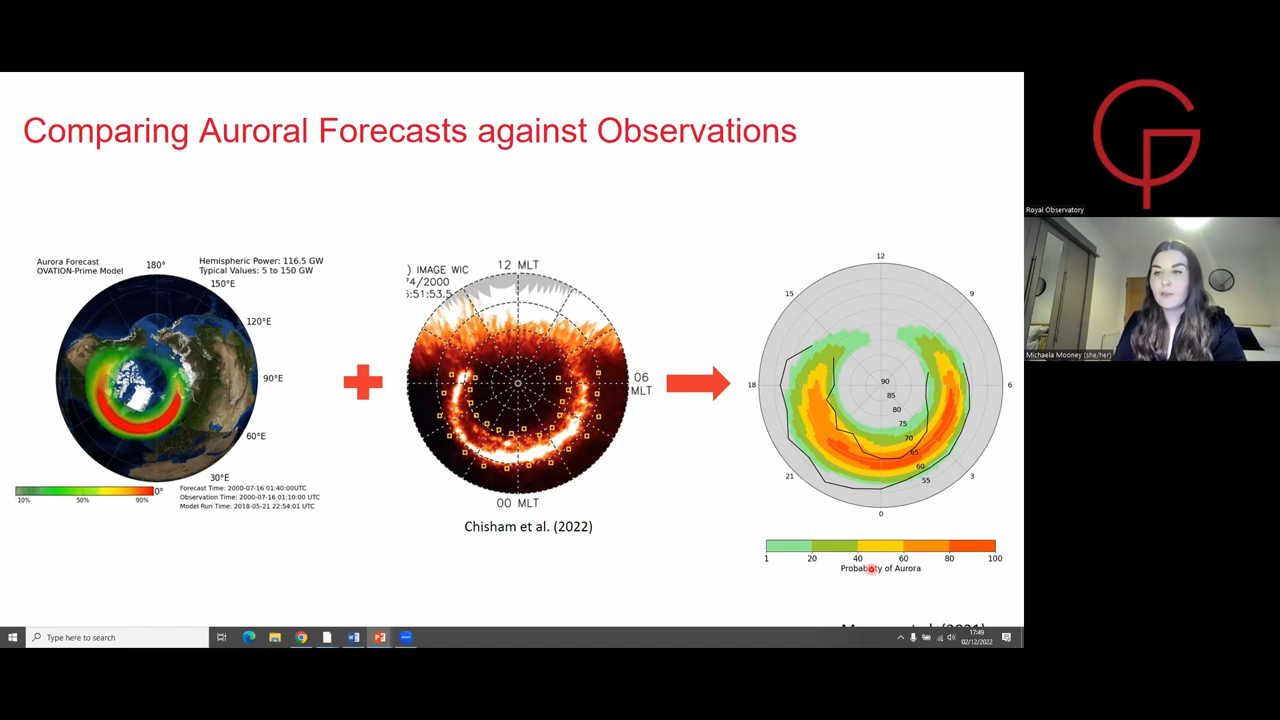 Comparing Auroral Forecasts against Observations
Aurora Forecast
OVATION-Prime Model
180°
Hemispheric Power: 116.5 GW
Typical Values: 5 to 150 GW
150°E
120°E
90°E
60°E
30°E
0°
10%
50%
90%
Forecast Time: 2000-07-16 01:40:00UTC
Observation Time: 2000-07-16 01:10:00 UTC
Model Run Time: 2018-05-21 22:54:01 UTC
) IMAGE WIC
4/2000
:51:53.5
12 MLT
06
MLT
00 MLT
Chisham et al. (2022)
12
15
9
18
6
21
3
0
90
85
80
75
70
65
60
55
1
20
40
60
80
100
Probability of Aurora
Royal Observatory
Michaela Mooney (she/her)
Type here to search
17:49
02/12/2022